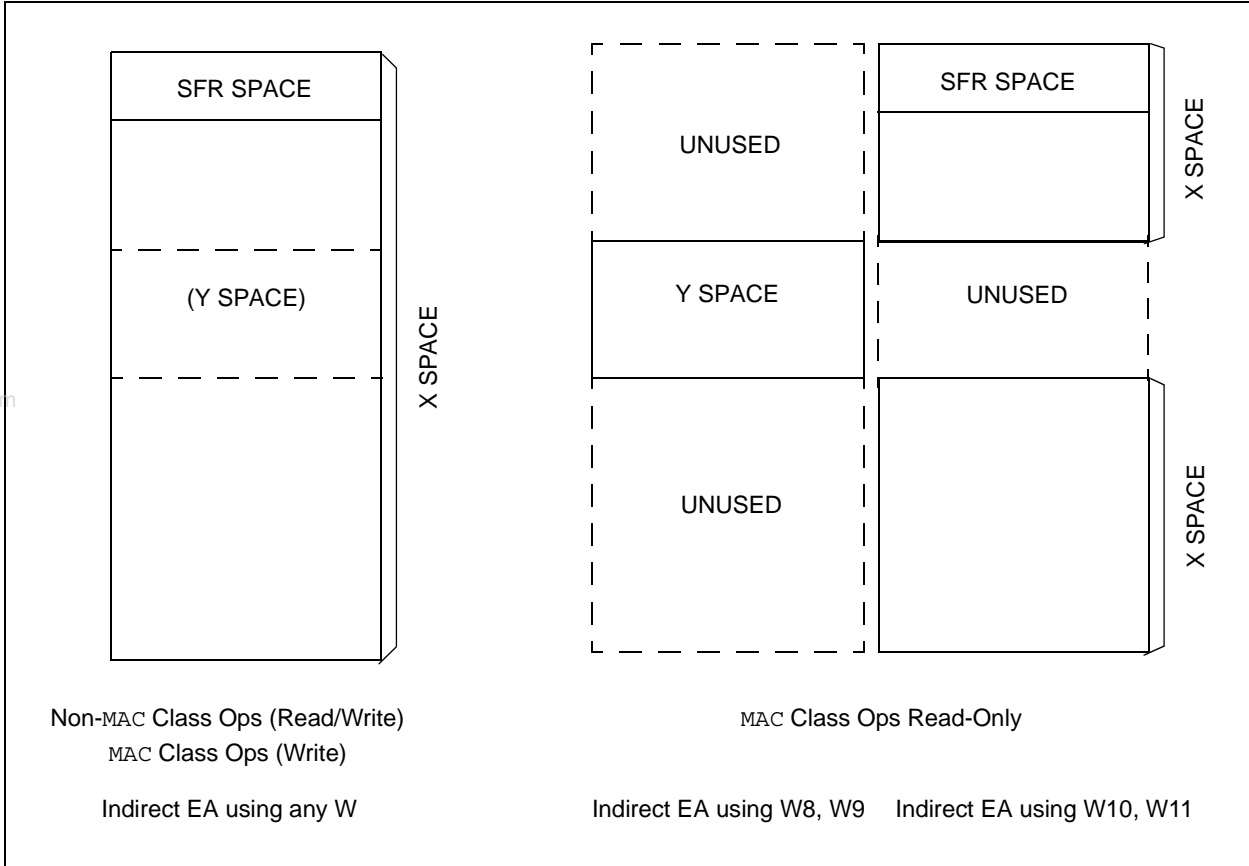 SFR SPACE
(Y SPACE)
X SPACE
Non-MAC Class Ops (Read/Write)
MAC Class Ops (Write)
Indirect EA using any W
UNUSED
Y SPACE
UNUSED
SFR SPACE
X SPACE
UNUSED
X SPACE
MAC Class Ops Read-Only
Indirect EA using W8, W9
Indirect EA using W10, W11
m